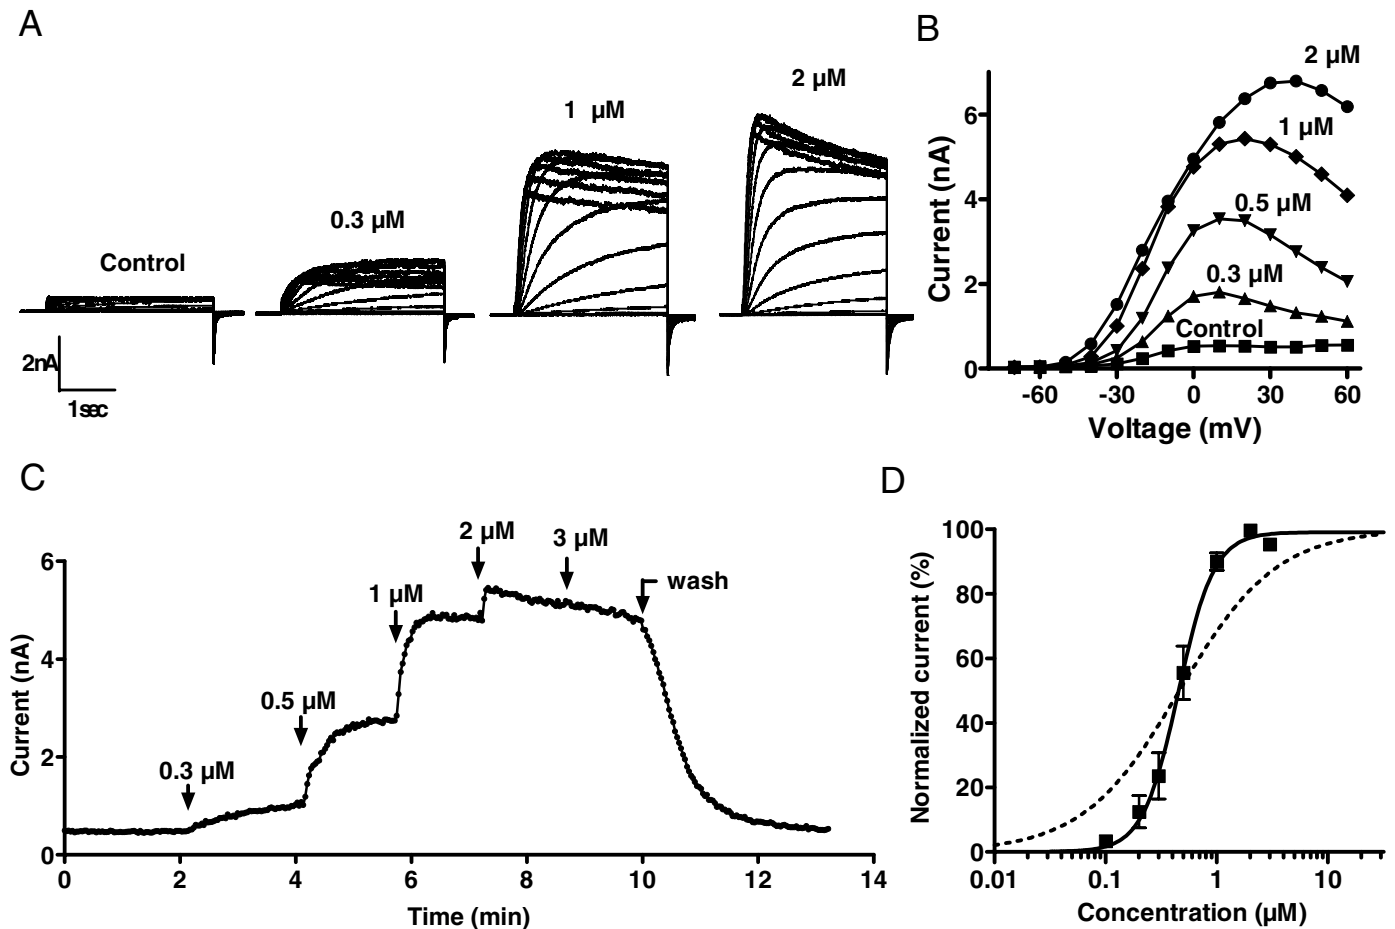 A
Control
0.3 µM
1 µM
2 µM
2nA
1sec
B
2 µM
1 µM
0.5 µM
0.3 µM
Control
Current (nA)
6
4
2
0
-60 -30 0 30 60
Voltage (mV)
C
6
4
2
0
Current (nA)
0.3 µM
0.5 µM
1 µM
2 µM
3 µM
wash
0 2 4 6 8 10 12 14
Time (min)
D
100
80
60
40
20
0
Normalized current (%)
0.01 0.1 1 10
Concentration (µM)